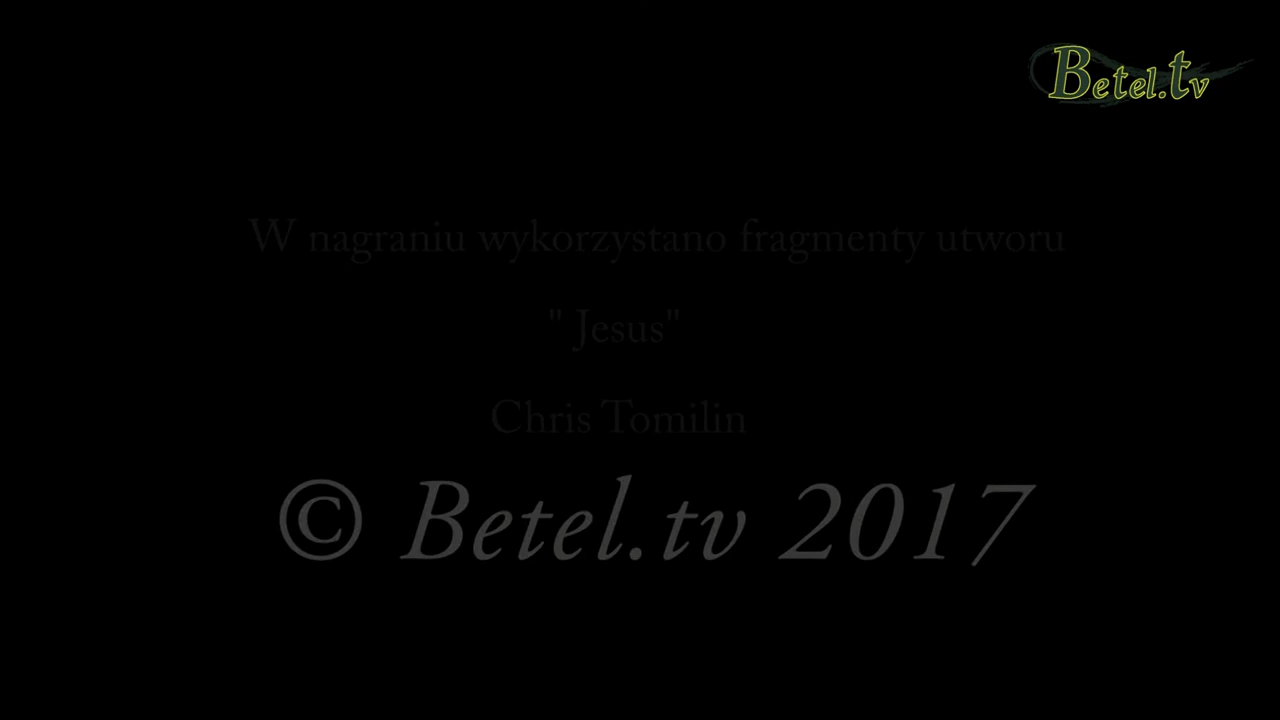 Betel.tv
W nagraniu wykorzystano fragmenty utworu
" Jesus"
Chris Tomilin
© Betel.tv 2017